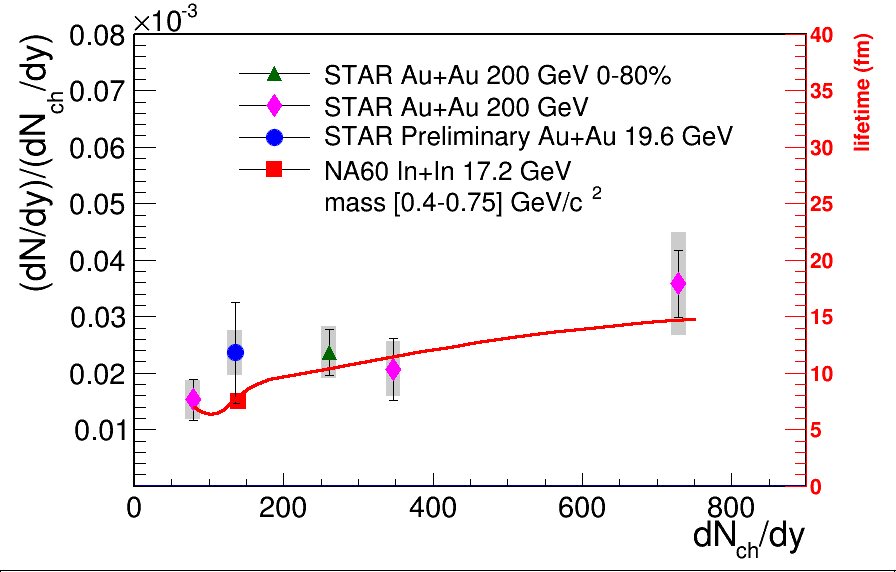 ×10-3
(dN/dy)/(dNch/dy)
0.08
0.07
0.06
0.05
0.04
0.03
0.02
0.01
STAR Au+Au 200 GeV 0-80%
STAR Au+Au 200 GeV
STAR Preliminary Au+Au 19.6 GeV
NA60 In+In 17.2 GeV
mass [0.4-0.75] GeV/c 2
lifetime (fm)
40
35
30
25
20
15
10
5
0
0 200 400 600 800
dNch/dy